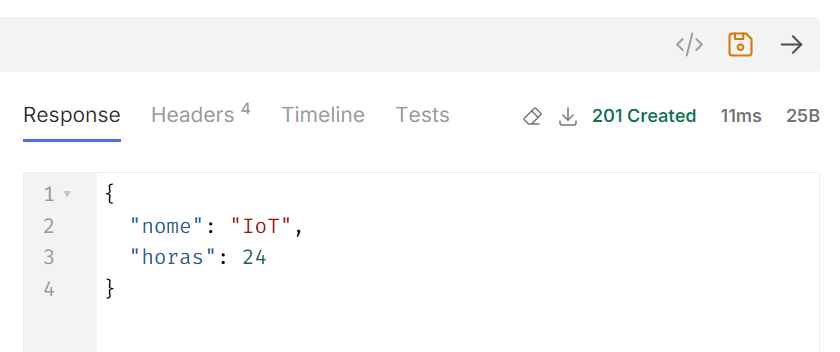 </>
Response Headers 4 Timeline Tests 201 Created 11ms 25B
1 {
2 "nome": "IoT",
3 "horas": 24
4 }